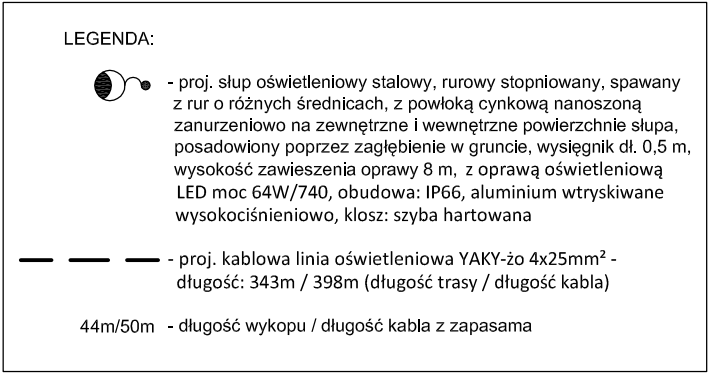 LEGENDA:
- proj. słup oświetleniowy stalowy, rurowy stopniowany, spawany
z rur o różnych średnicach, z powłoką cynkową nanoszoną
zanurzeniowo na zewnętrzne i wewnętrzne powierzchnie słupa,
posadowiony poprzez zagłębienie w gruncie, wysięgnik dł. 0,5 m,
wysokość zawieszenia oprawy 8 m, z oprawą oświetleniową
LED moc 64W/740, obudowa: IP66, aluminium wtryskiwane
wysokociśnieniowo, klosz: szyba hartowana
- proj. kablowa linia oświetleniowa YAKY-żo 4x25mm² -
długość: 343m / 398m (długość trasy / długość kabla)
44m/50m - długość wykopu / długość kabla z zapasama